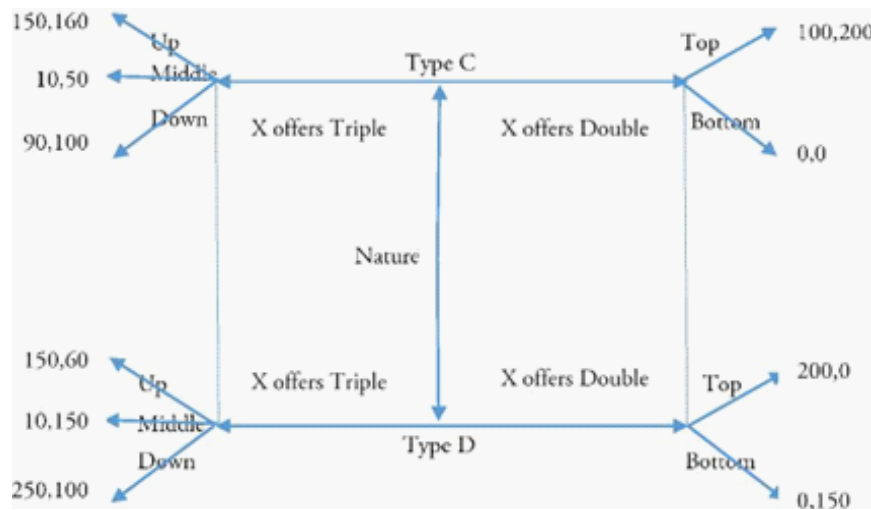 150,160
Up
Top
100,200
Type C
10,50
Middle
Down
X offers Triple
X offers Double
Bottom
90,100
0,0
Nature
150,60
Up
X offers Triple
X offers Double
Top
200,0
10,150
Middle
Type D
Down
Bottom
250,100
0,150